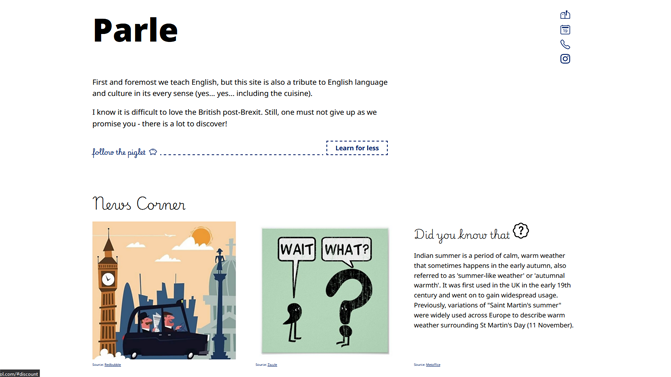 Parle
First and foremost we teach English, but this site is also a tribute to English language
and culture in its every sense (yes... yes... including the cuisine).
I know it is difficult to love the British post-Brexit. Still, one must not give up as we
promise you - there is a lot to discover!
follow the piglet
Learn for less
News Corner
WAIT
WHAT?
Did you know that
Indian summer is a period of calm, warm weather
that sometimes happens in the early autumn, also
referred to as 'summer-like weather' or 'autumnal
warmth'. It was first used in the UK in the early 19th
century and went on to gain widespread usage.
Previously, variations of "Saint Martin's summer"
were widely used across Europe to describe warm
weather surrounding St Martin's Day (11 November).
Source:
Source:
Source:
ol.com/#discount